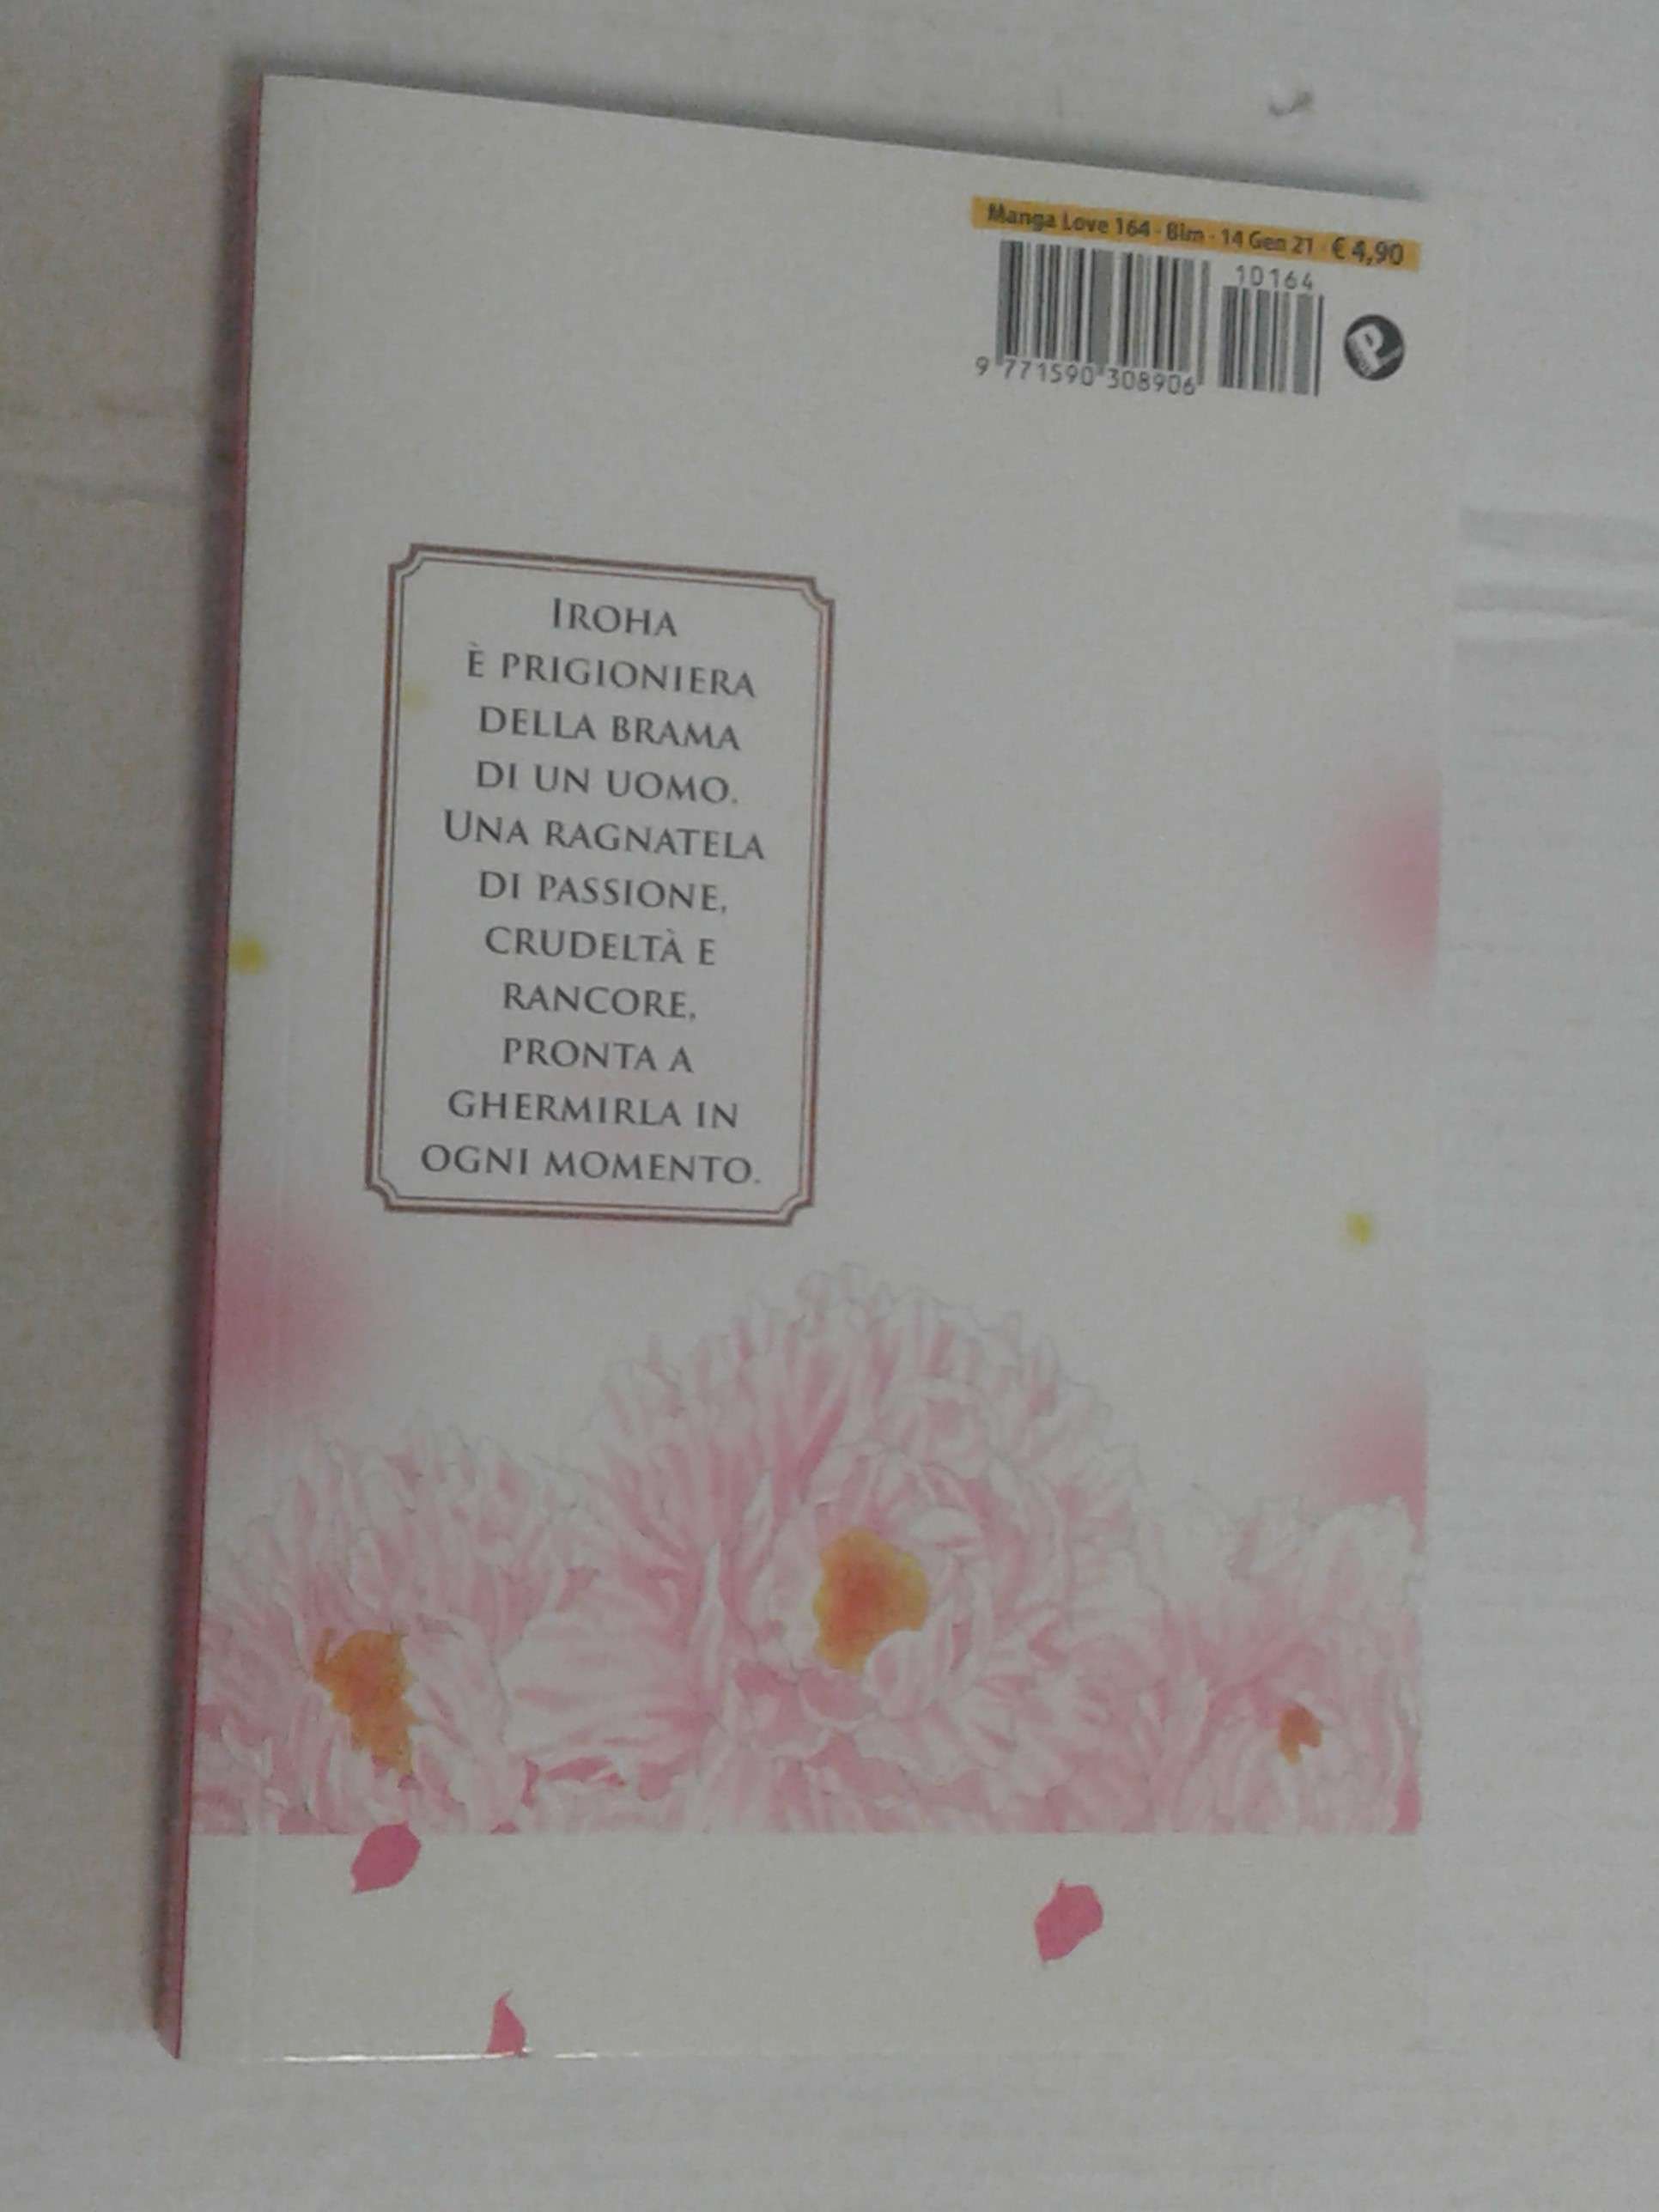 Manga Love 164 · Bim · 14 Gen 21 · € 4,90
10164
9 771590 308906
P
IROHA
È PRIGIONIERA
DELLA BRAMA
DI UN UOMO.
UNA RAGNATELA
DI PASSIONE,
CRUDELTÀ E
RANCORE,
PRONTA A
GHERMIRLA IN
OGNI MOMENTO.